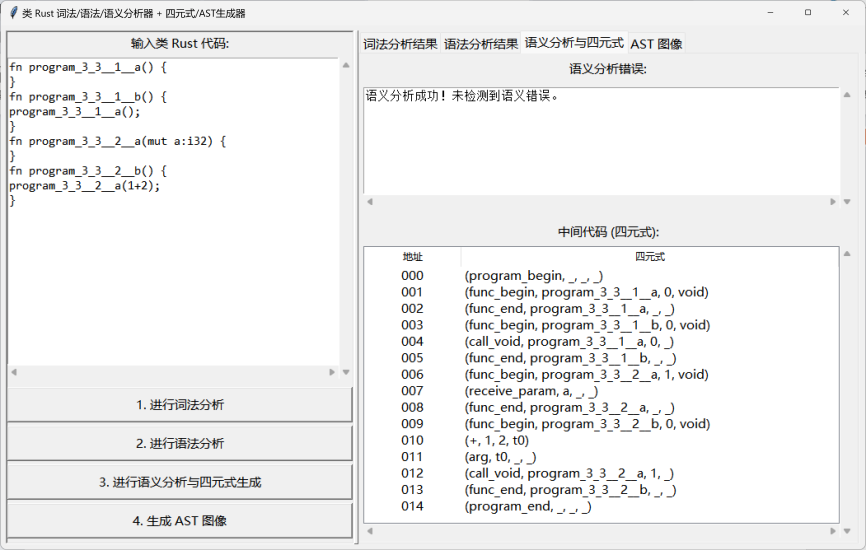 类 Rust 词法/语法/语义分析器 + 四元式/AST生成器
输入类 Rust 代码:
fn program_3_3__1__a() {
}
fn program_3_3__1__b() {
program_3_3__1__a();
}
fn program_3_3__2__a(mut a:i32) {
}
fn program_3_3__2__b() {
program_3_3__2__a(1+2);
}
1. 进行词法分析
2. 进行语法分析
3. 进行语义分析与四元式生成
4. 生成 AST 图像
词法分析结果 语法分析结果 语义分析与四元式 AST 图像
语义分析错误:
语义分析成功！未检测到语义错误。
中间代码 (四元式):
地址 四元式
000 (program_begin, _, _, _)
001 (func_begin, program_3_3__1__a, 0, void)
002 (func_end, program_3_3__1__a, _, _)
003 (func_begin, program_3_3__1__b, 0, void)
004 (call_void, program_3_3__1__a, 0, _)
005 (func_end, program_3_3__1__b, _, _)
006 (func_begin, program_3_3__2__a, 1, void)
007 (receive_param, a, _, _)
008 (func_end, program_3_3__2__a, _, _)
009 (func_begin, program_3_3__2__b, 0, void)
010 (+, 1, 2, t0)
011 (arg, t0, _, _)
012 (call_void, program_3_3__2__a, 1, _)
013 (func_end, program_3_3__2__b, _, _)
014 (program_end, _, _, _)